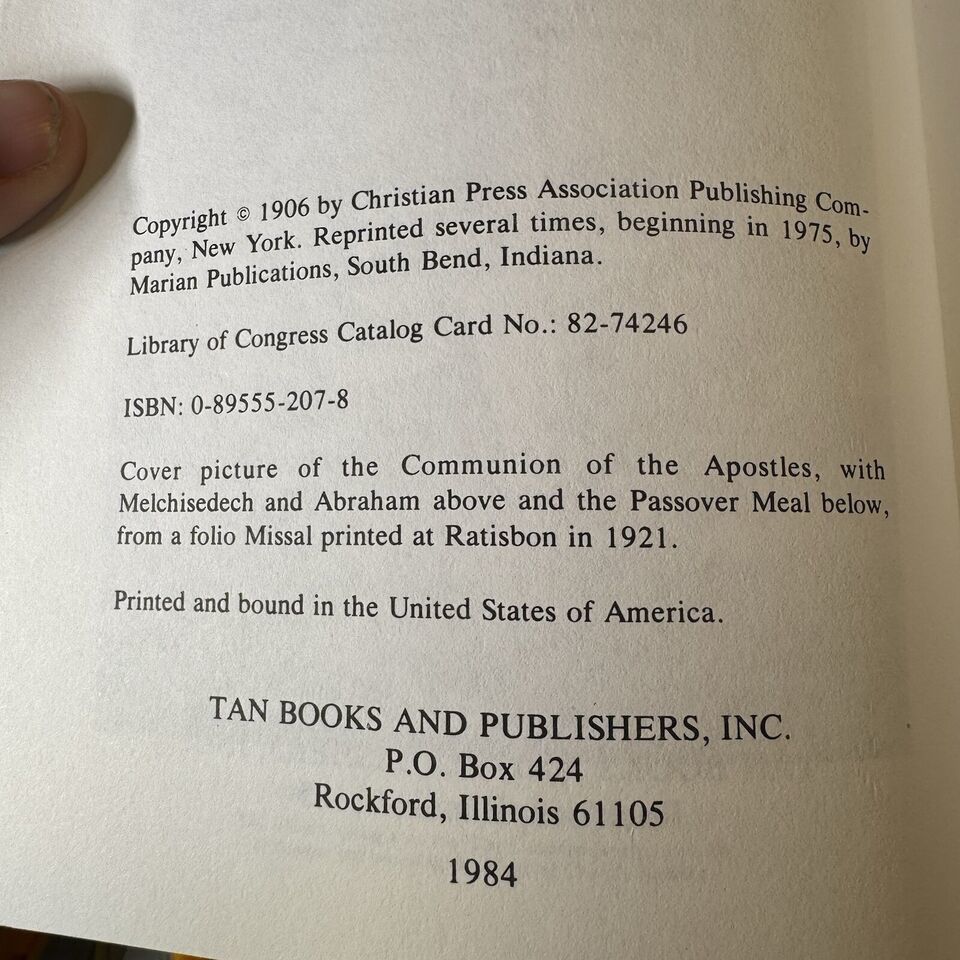 Copyright © 1906 by Christian Press Association Publishing Com-
pany, New York. Reprinted several times, beginning in 1975, by
Marian Publications, South Bend, Indiana.
Library of Congress Catalog Card No.: 82-74246
ISBN: 0-89555-207-8
Cover picture of the Communion of the Apostles, with
Melchisedech and Abraham above and the Passover Meal below,
from a folio Missal printed at Ratisbon in 1921.
Printed and bound in the United States of America.
TAN BOOKS AND PUBLISHERS, INC.
P.O. Box 424
Rockford, Illinois 61105
1984